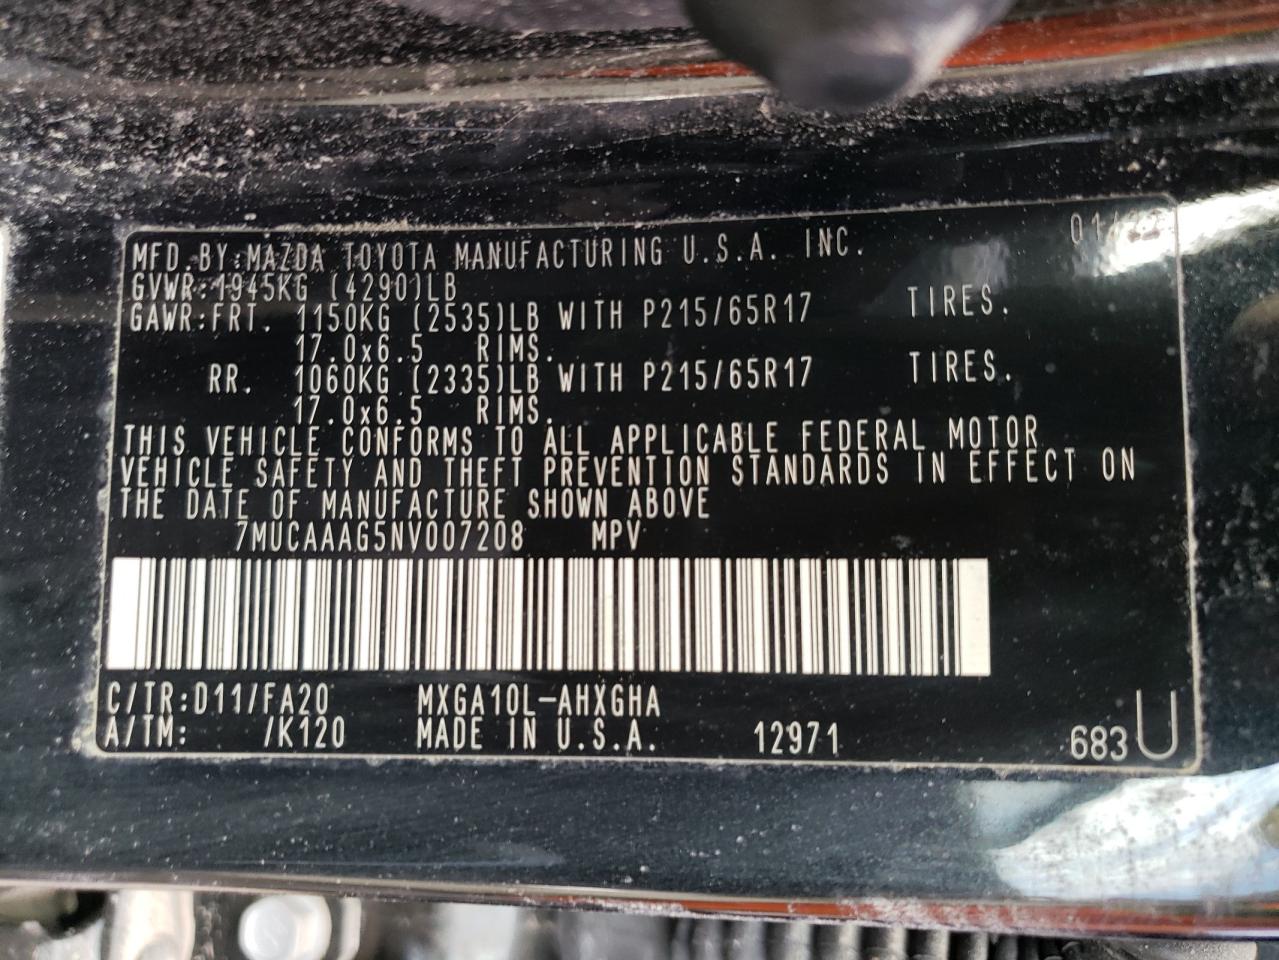 MFD.BY:MAZDA TOYOTA MANUFACTURING U.S.A. INC. 01/22
GVWR:1945KG (4290)LB
GAWR:FRT. 1150KG (2535)LB WITH P215/65R17 TIRES.
17.0x6.5 RIMS.
RR. 1060KG (2335)LB WITH P215/65R17 TIRES.
17.0x6.5 RIMS.
THIS VEHICLE CONFORMS TO ALL APPLICABLE FEDERAL MOTOR
VEHICLE SAFETY AND THEFT PREVENTION STANDARDS IN EFFECT ON
THE DATE OF MANUFACTURE SHOWN ABOVE
7MUCAAAG5NV007208 MPV
C/TR:D11/FA20 MXGA10L-AHXGHA
A/TM: /K120 MADE IN U.S.A. 12971 683U